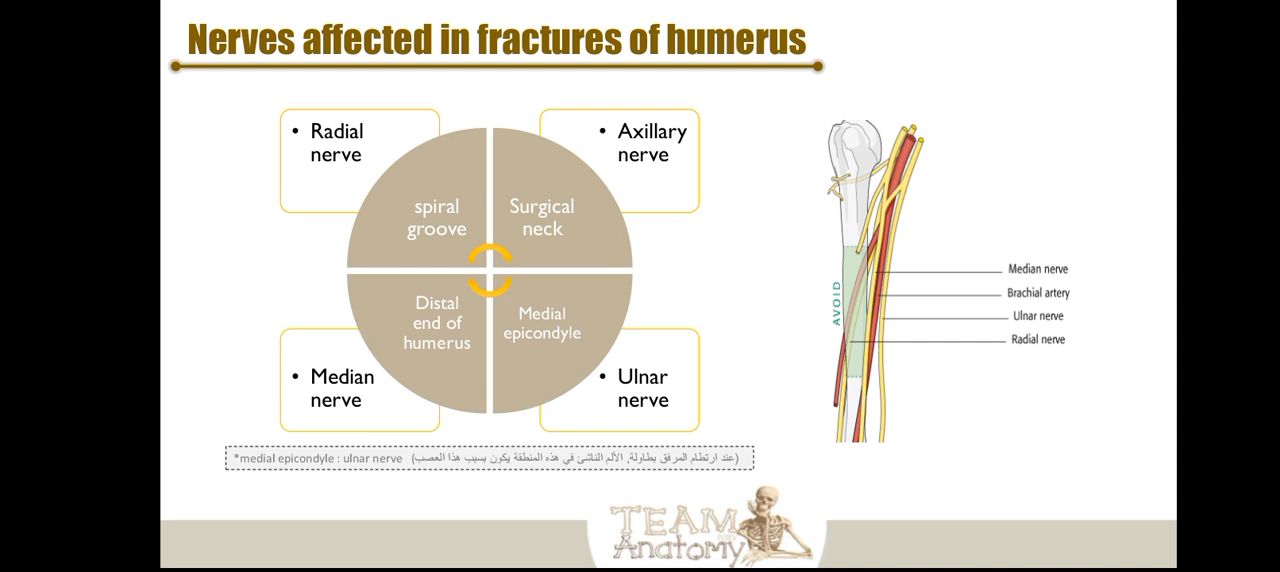 Nerves affected in fractures of humerus
• Radial
nerve
• Axillary
nerve
spiral
groove
Surgical
neck
Distal
end of
humerus
Medial
epicondyle
• Median
nerve
• Ulnar
nerve
*medial epicondyle : ulnar nerve (عند ارتطام المرفق بطاولة, الألم الناشئ في هذه المنطقة يكون بسبب هذا العصب)
AVOID
Median nerve
Brachial artery
Ulnar nerve
Radial nerve
TEAM
Anatomy